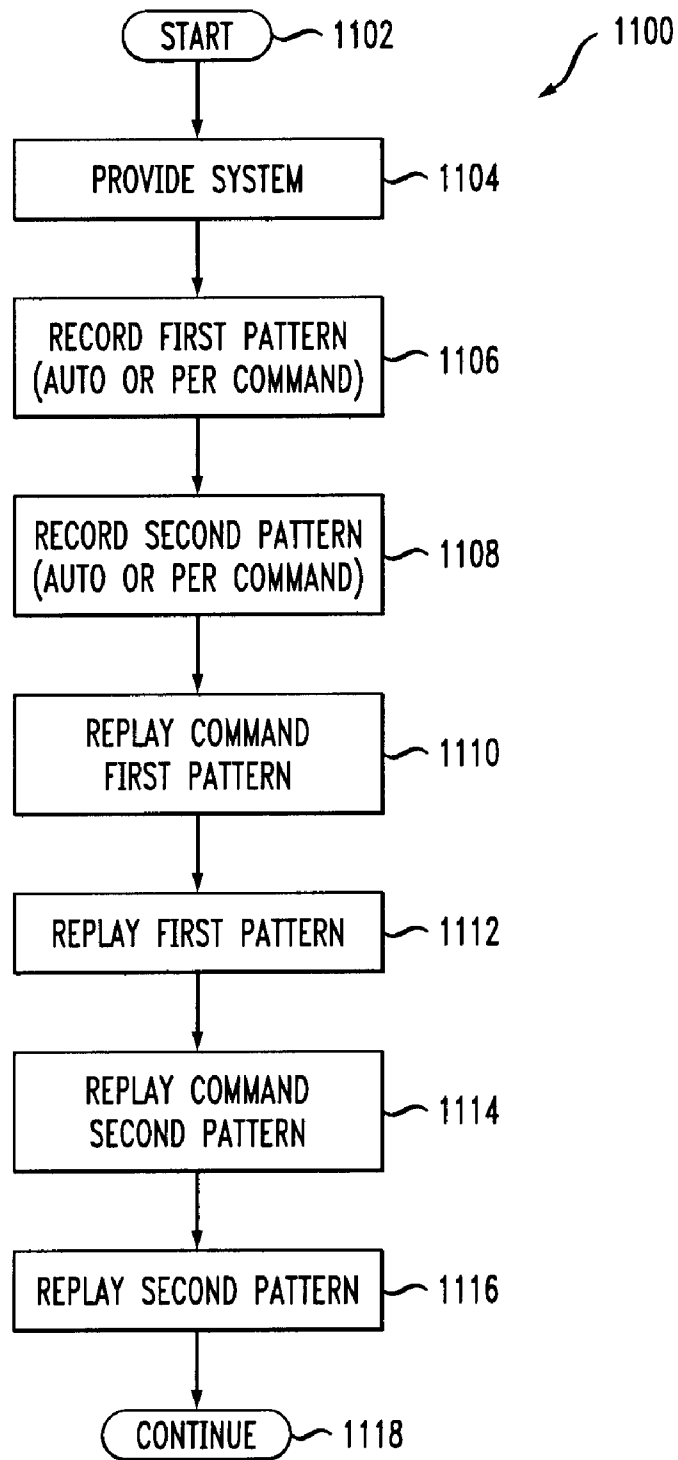 START
1102
1100
PROVIDE SYSTEM
1104
RECORD FIRST PATTERN
(AUTO OR PER COMMAND)
1106
RECORD SECOND PATTERN
(AUTO OR PER COMMAND)
1108
REPLAY COMMAND
FIRST PATTERN
1110
REPLAY FIRST PATTERN
1112
REPLAY COMMAND
SECOND PATTERN
1114
REPLAY SECOND PATTERN
1116
CONTINUE
1118